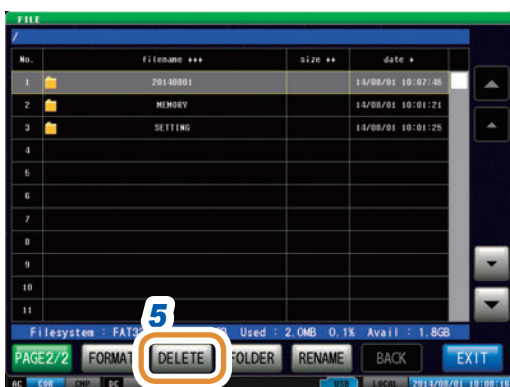 FILE
/
No. filename +++ size ++ date +
1 20140801 14/08/01 10:07:45
2 MEMORY 14/08/01 10:01:21
3 SETTING 14/08/01 10:01:25
4
5
6
7
8
9
10
11
5
Filesystem : FAT32 Used : 2.0MB 0.1% Avail : 1.8GB
PAGE2/2 FORMAT DELETE FOLDER RENAME BACK EXIT
AC COR CMP DC USB LOCAL 2014/08/01 10:08:16